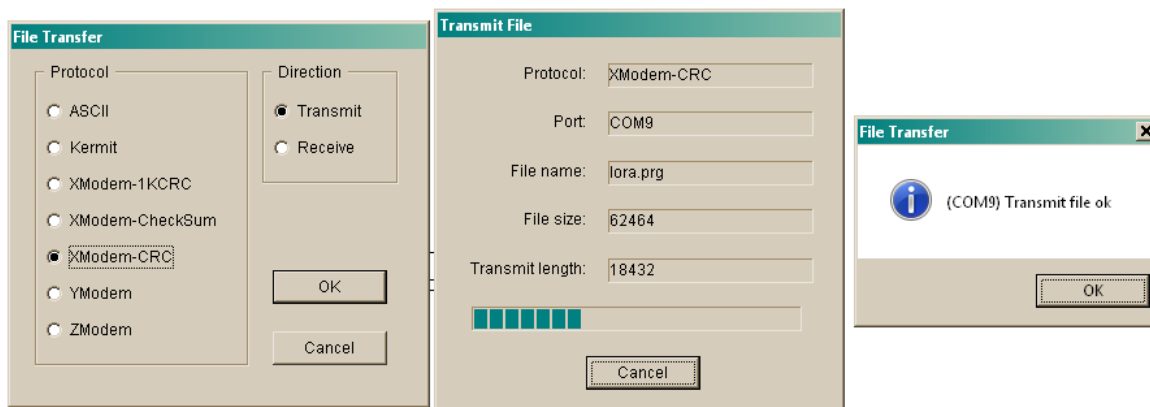 File Transfer
Protocol
ASCII
Kermit
XModem-1KCRC
XModem-CheckSum
XModem-CRC
YModem
ZModem
Direction
Transmit
Receive
OK
Cancel
Transmit File
Protocol: XModem-CRC
Port: COM9
File name: lora.prg
File size: 62464
Transmit length: 18432
Cancel
File Transfer
(COM9) Transmit file ok
OK